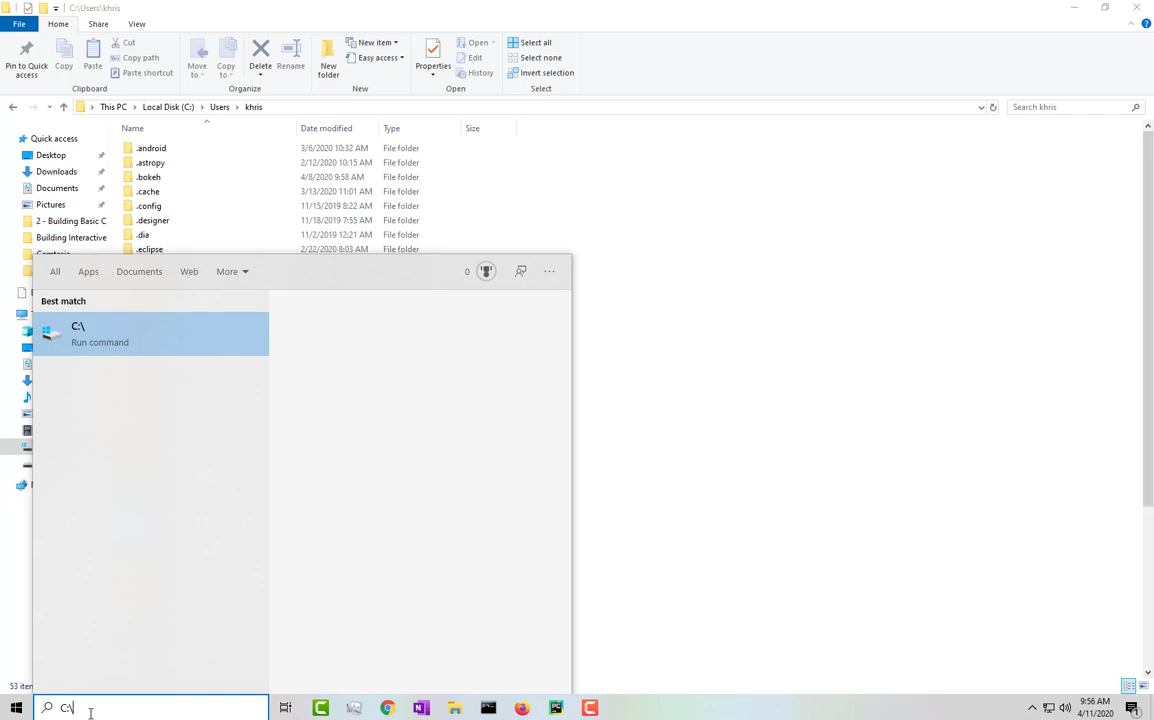 C:\Users\khris
File Home Share View
Pin to Quick access
Copy
Paste
Cut
Copy path
Paste shortcut
Move to
Copy to
Delete
Rename
New folder
New item
Easy access
Properties
Open
Edit
History
Select all
Select none
Invert selection
Clipboard Organize New Open Select
This PC Local Disk (C:) Users khris
Search khris
Name Date modified Type Size
Quick access
Desktop
Downloads
Documents
Pictures
2 - Building Basic C
Building Interactive
.android 3/6/2020 10:32 AM File folder
.astropy 2/12/2020 10:15 AM File folder
.bokeh 4/8/2020 9:58 AM File folder
.cache 3/13/2020 11:01 AM File folder
.config 11/15/2019 8:22 AM File folder
.designer 11/18/2019 7:55 AM File folder
.dia 11/2/2019 12:21 AM File folder
.eclipse 2/22/2020 8:03 AM File folder
All Apps Documents Web More 0
Best match
C:\
Run command
53 iter
C:\
9:56 AM
4/11/2020
1